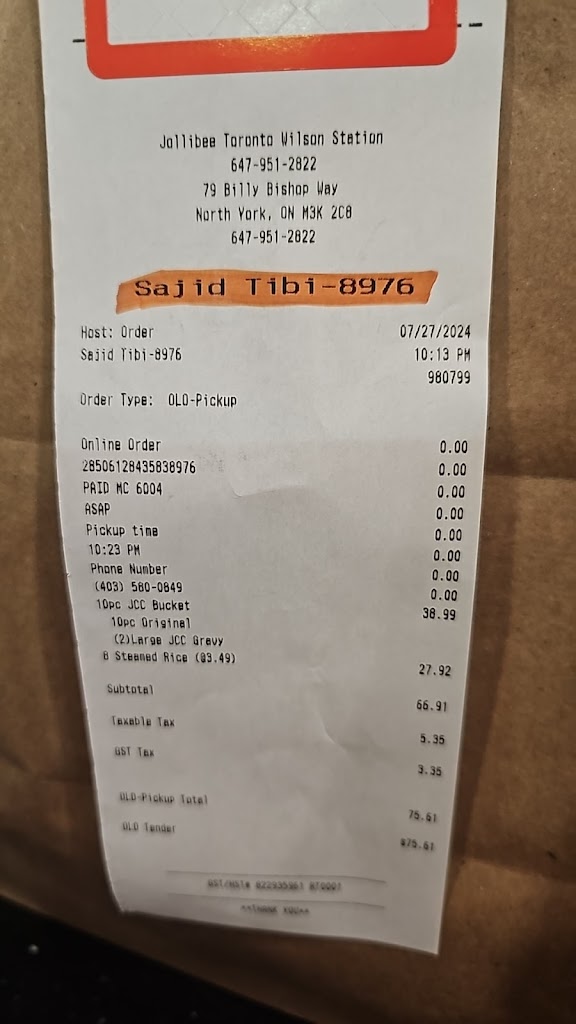 Jollibee Toronto Wilson Station
647-951-2822
79 Billy Bishop Way
North York, ON M3K 2C8
647-951-2822
Sajid Tibi-8976
Host: Order 07/27/2024
Sajid Tibi-8976 10:13 PM
980799
Order Type: OLO-Pickup
Online Order 0.00
28506128435838976 0.00
PAID MC 6004 0.00
ASAP 0.00
Pickup time 0.00
10:23 PM 0.00
Phone Number 0.00
(403) 580-0849 0.00
10pc JCC Bucket 38.99
10pc Original
(2)Large JCC Gravy
8 Steamed Rice (@3.49) 27.92
Subtotal 66.91
Taxable Tax 5.35
GST Tax 3.35
OLO-Pickup Total 75.61
OLO Tender $75.61
GST/HST#
**THANK YOU**